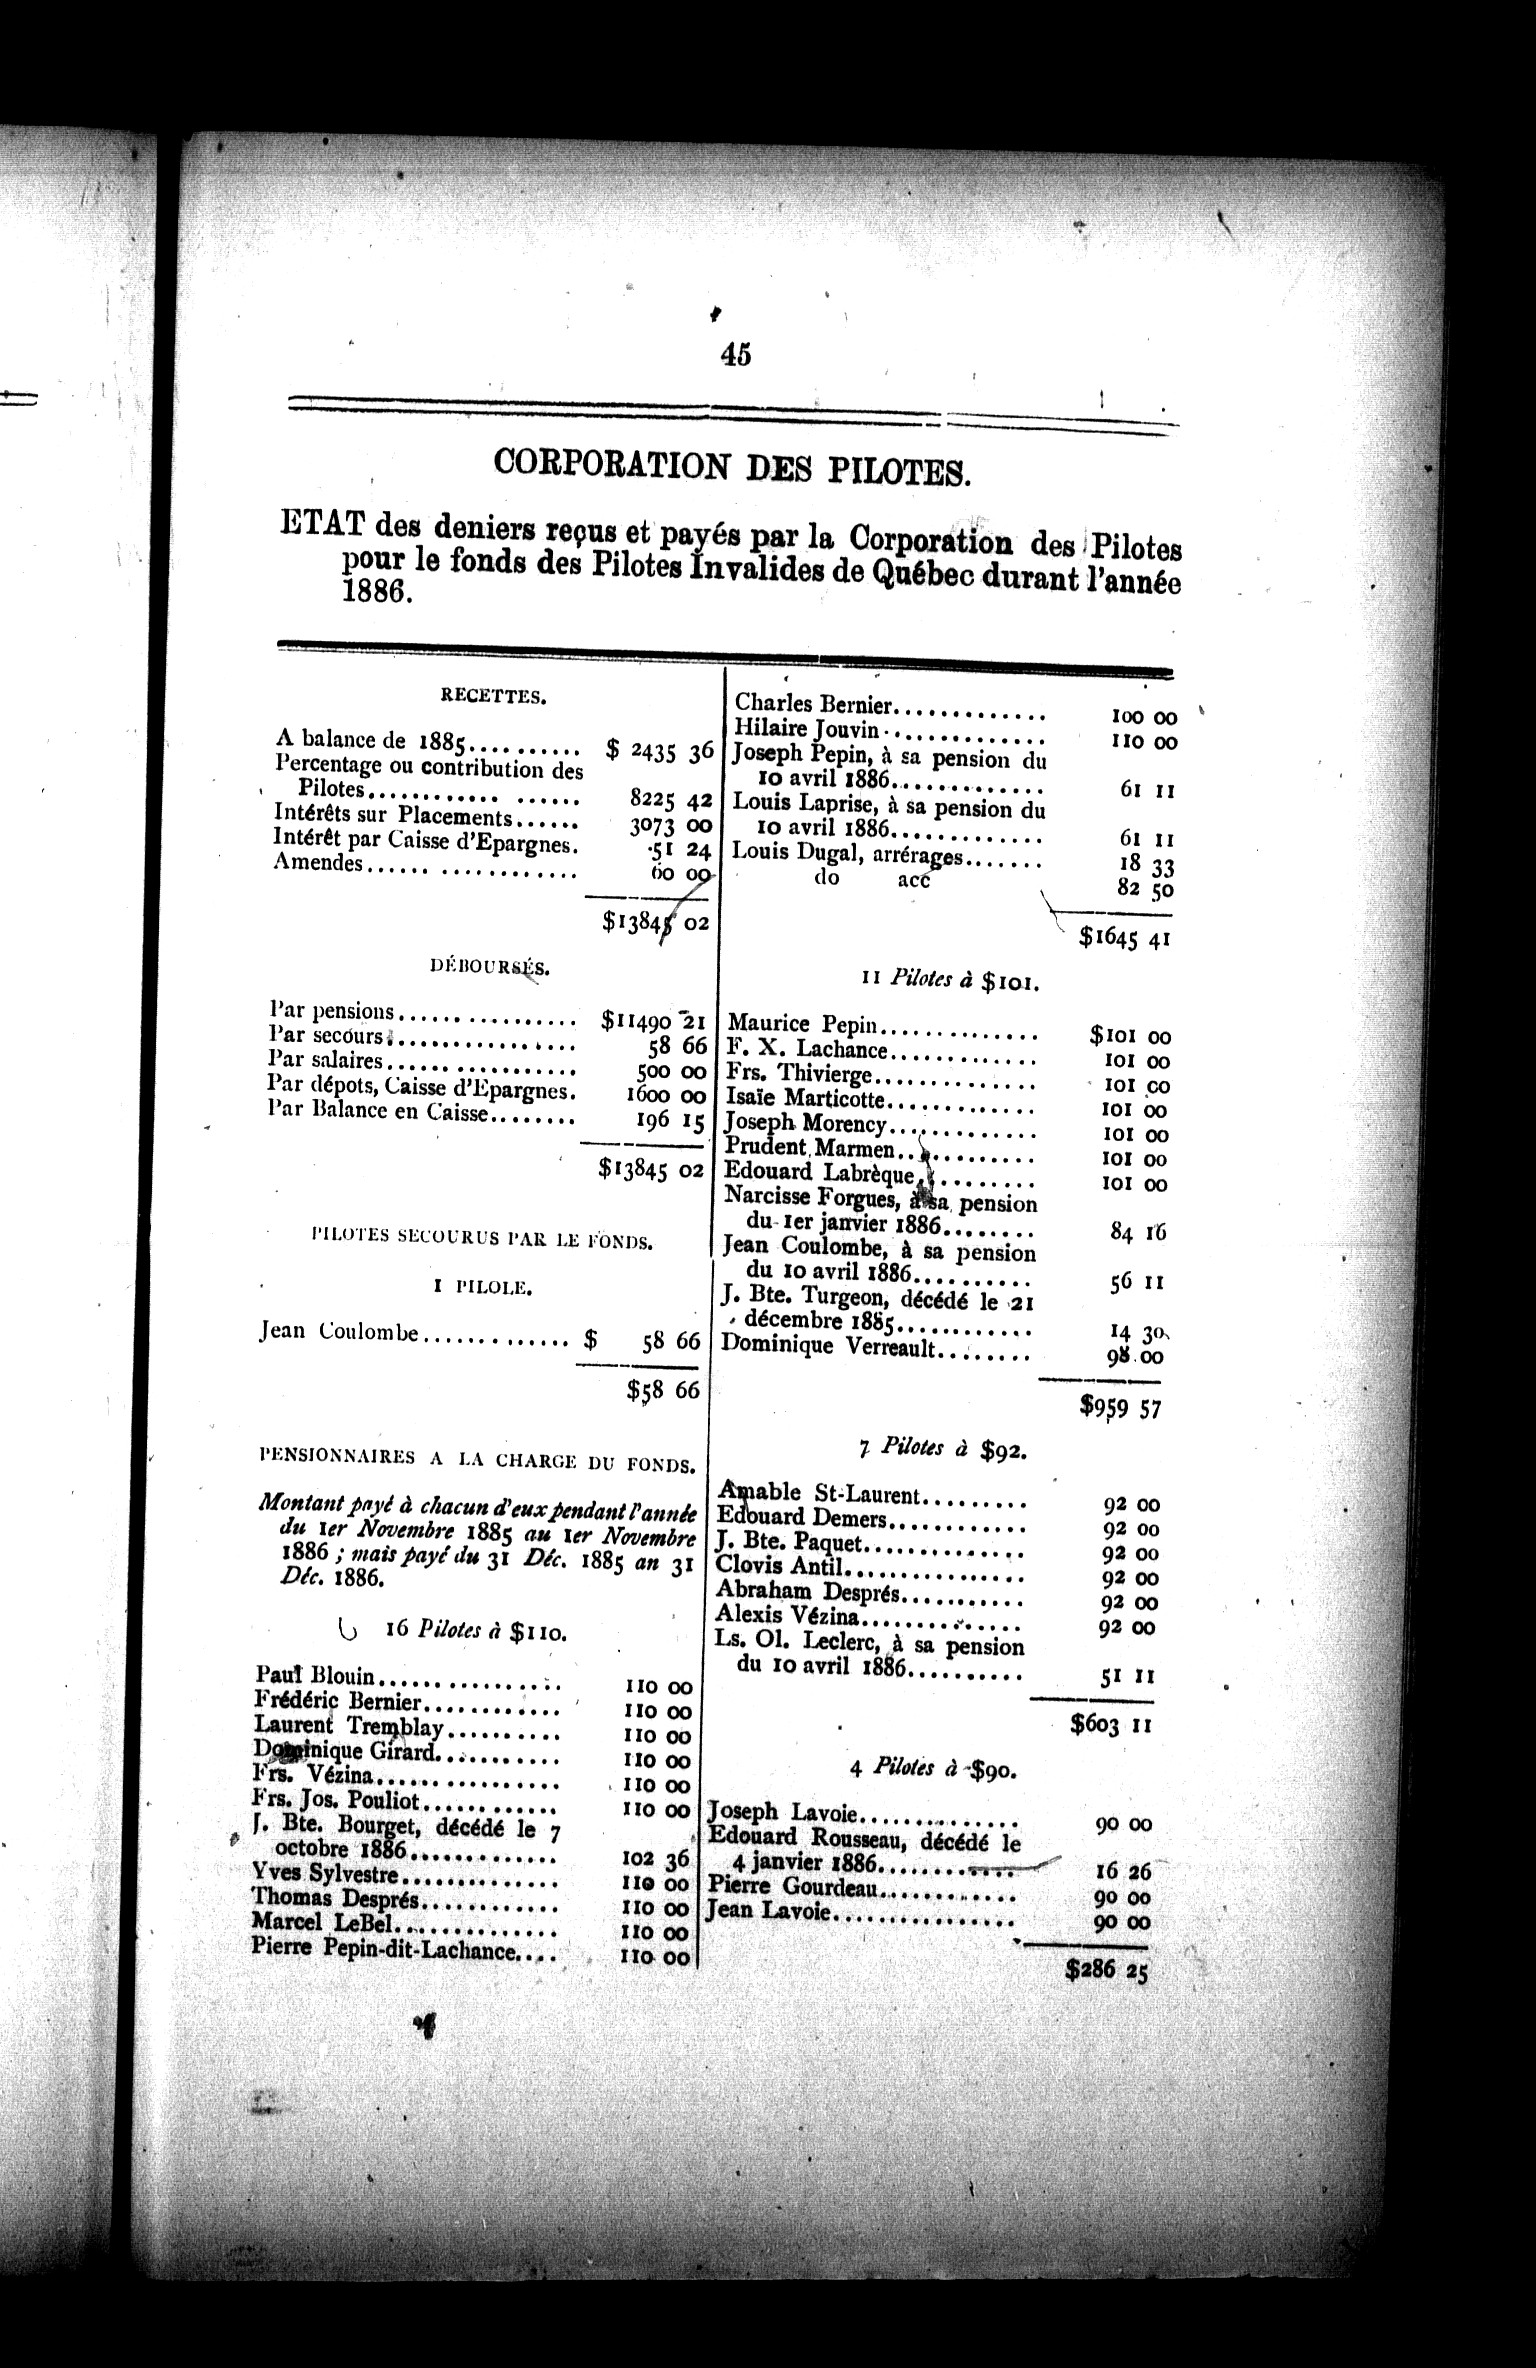 45
CORPORATION DES PILOTES.
ETAT des deniers reçus et payés par la Corporation des Pilotes
pour le fonds des Pilotes Invalides de Québec durant l'année
1886.
RECETTES.
A balance de 1885.......... $ 2435 36
Percentage ou contribution des
Pilotes............ ...... 8225 42
Intérêts sur Placements...... 3073 00
Intérêt par Caisse d'Epargnes. 51 24
Amendes...... ............ 60 00
$13845 02
DÉBOURSÉS.
Par pensions................ $11490 21
Par secours................ 58 66
Par salaires................. 500 00
Par dépots, Caisse d'Epargnes. 1600 00
Par Balance en Caisse........ 196 15
$13845 02
PILOTES SECOURUS PAR LE FONDS.
1 PILOLE.
Jean Coulombe............. $ 58 66
$58 66
PENSIONNAIRES A LA CHARGE DU FONDS.
Montant payé à chacun d'eux pendant l'année
du 1er Novembre 1885 au 1er Novembre
1886 ; mais payé du 31 Déc. 1885 an 31
Déc. 1886.
16 Pilotes à $110.
Paul Blouin................ 110 00
Frédéric Bernier............ 110 00
Laurent Tremblay.......... 110 00
Dominique Girard........... 110 00
Frs. Vézina................ 110 00
Frs. Jos. Pouliot............ 110 00
J. Bte. Bourget, décédé le 7
octobre 1886............. 102 36
Yves Sylvestre.............. 110 00
Thomas Després............ 110 00
Marcel LeBel.............. 110 00
Pierre Pepin-dit-Lachance.... 110 00
Charles Bernier............. 100 00
Hilaire Jouvin.............. 110 00
Joseph Pepin, à sa pension du
10 avril 1886............. 61 11
Louis Laprise, à sa pension du
10 avril 1886............. 61 11
Louis Dugal, arrérages....... 18 33
do acc 82 50
$1645 41
11 Pilotes à $101.
Maurice Pepin.............. $101 00
F. X. Lachance............. 101 00
Frs. Thivierge.............. 101 00
Isaïe Marticotte............. 101 00
Joseph Morency............. 101 00
Prudent Marmen............ 101 00
Edouard Labrèque.......... 101 00
Narcisse Forgues, à sa pension
du 1er janvier 1886........ 84 16
Jean Coulombe, à sa pension
du 10 avril 1886.......... 56 11
J. Bte. Turgeon, décédé le 21
décembre 1885............ 14 30
Dominique Verreault........ 98 00
$959 57
7 Pilotes à $92.
Amable St-Laurent......... 92 00
Edouard Demers............ 92 00
J. Bte. Paquet.............. 92 00
Clovis Antil................ 92 00
Abraham Després........... 92 00
Alexis Vézina.............. 92 00
Ls. Ol. Leclerc, à sa pension
du 10 avril 1886.......... 51 11
$603 11
4 Pilotes à $90.
Joseph Lavoie.............. 90 00
Edouard Rousseau, décédé le
4 janvier 1886............ 16 26
Pierre Gourdeau............ 90 00
Jean Lavoie................ 90 00
$286 25